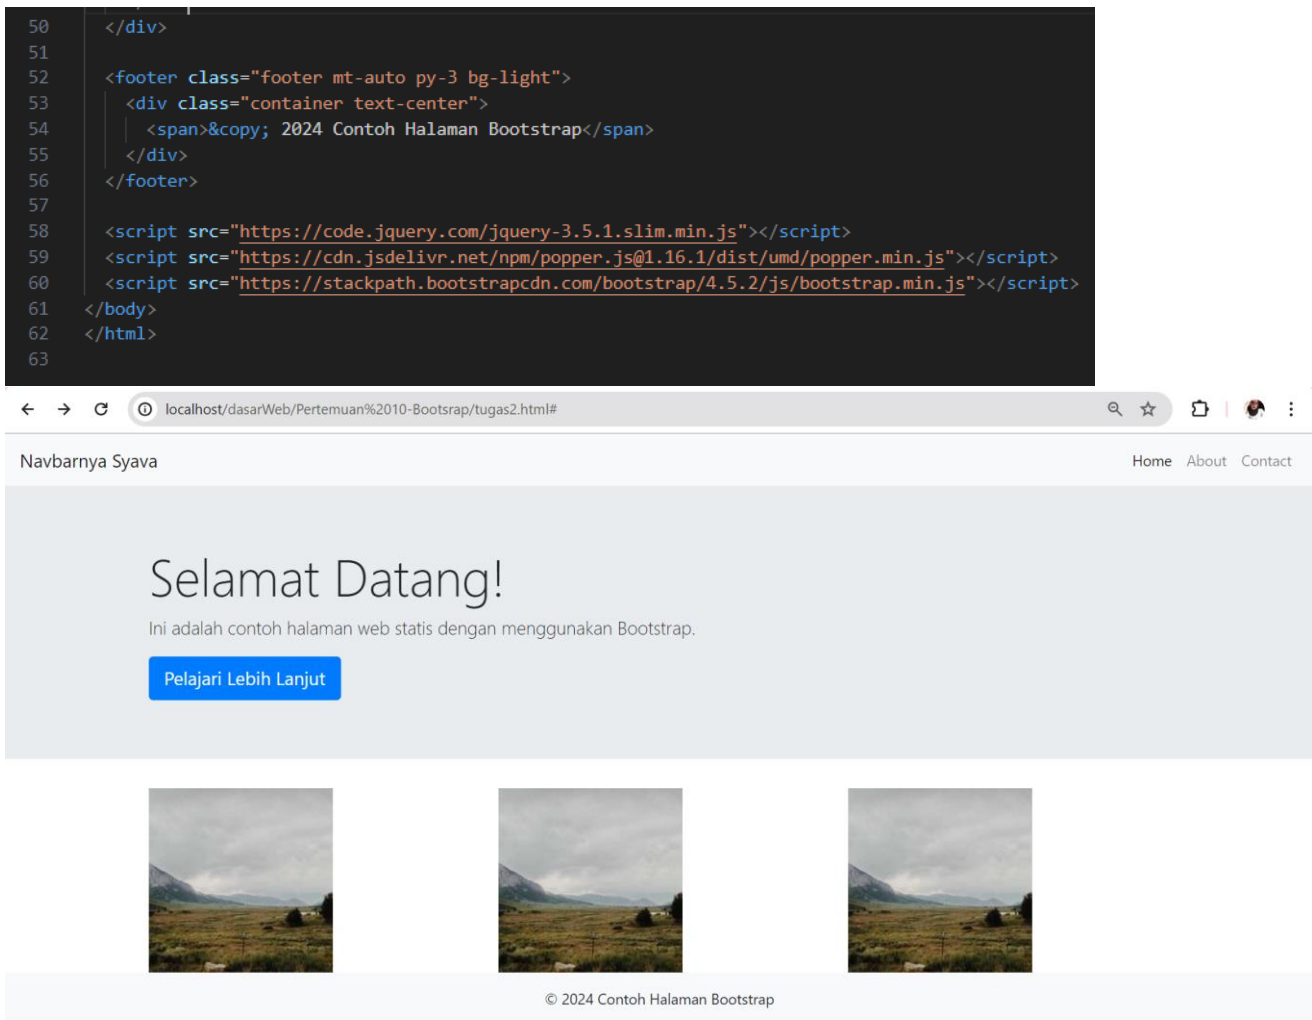 50 </div>
51
52 <footer class="footer mt-auto py-3 bg-light">
53 <div class="container text-center">
54 <span>&copy; 2024 Contoh Halaman Bootstrap</span>
55 </div>
56 </footer>
57
58 <script src="https://code.jquery.com/jquery-3.5.1.slim.min.js"></script>
59 <script src="https://cdn.jsdelivr.net/npm/popper.js@1.16.1/dist/umd/popper.min.js"></script>
60 <script src="https://stackpath.bootstrapcdn.com/bootstrap/4.5.2/js/bootstrap.min.js"></script>
61 </body>
62 </html>
63
localhost/dasarWeb/Pertemuan%2010-Bootsrap/tugas2.html#
Navbarnya Syava Home About Contact
Selamat Datang!
Ini adalah contoh halaman web statis dengan menggunakan Bootstrap.
Pelajari Lebih Lanjut
© 2024 Contoh Halaman Bootstrap